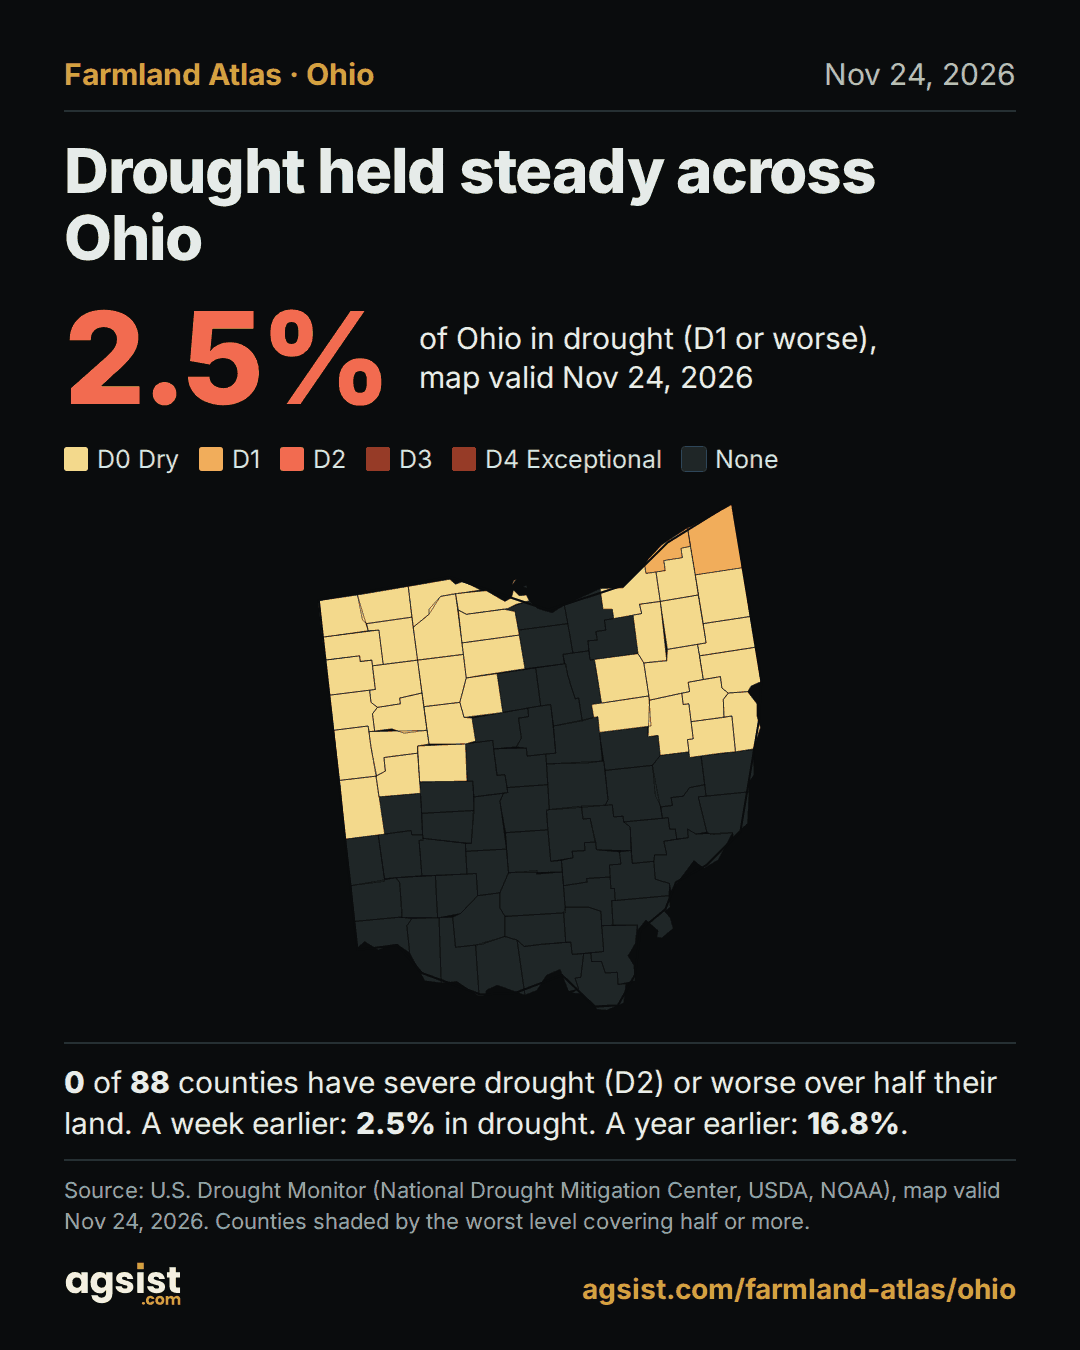 Farmland Atlas · Ohio
Nov 24, 2026
Drought held steady across
Ohio
2.5%
of Ohio in drought (D1 or worse),
map valid Nov 24, 2026
D0 Dry D1 D2 D3 D4 Exceptional None
0 of 88 counties have severe drought (D2) or worse over half their
land. A week earlier: 2.5% in drought. A year earlier: 16.8%.
Source: U.S. Drought Monitor (National Drought Mitigation Center, USDA, NOAA), map valid
Nov 24, 2026. Counties shaded by the worst level covering half or more.
agsist
.com
agsist.com/farmland-atlas/ohio